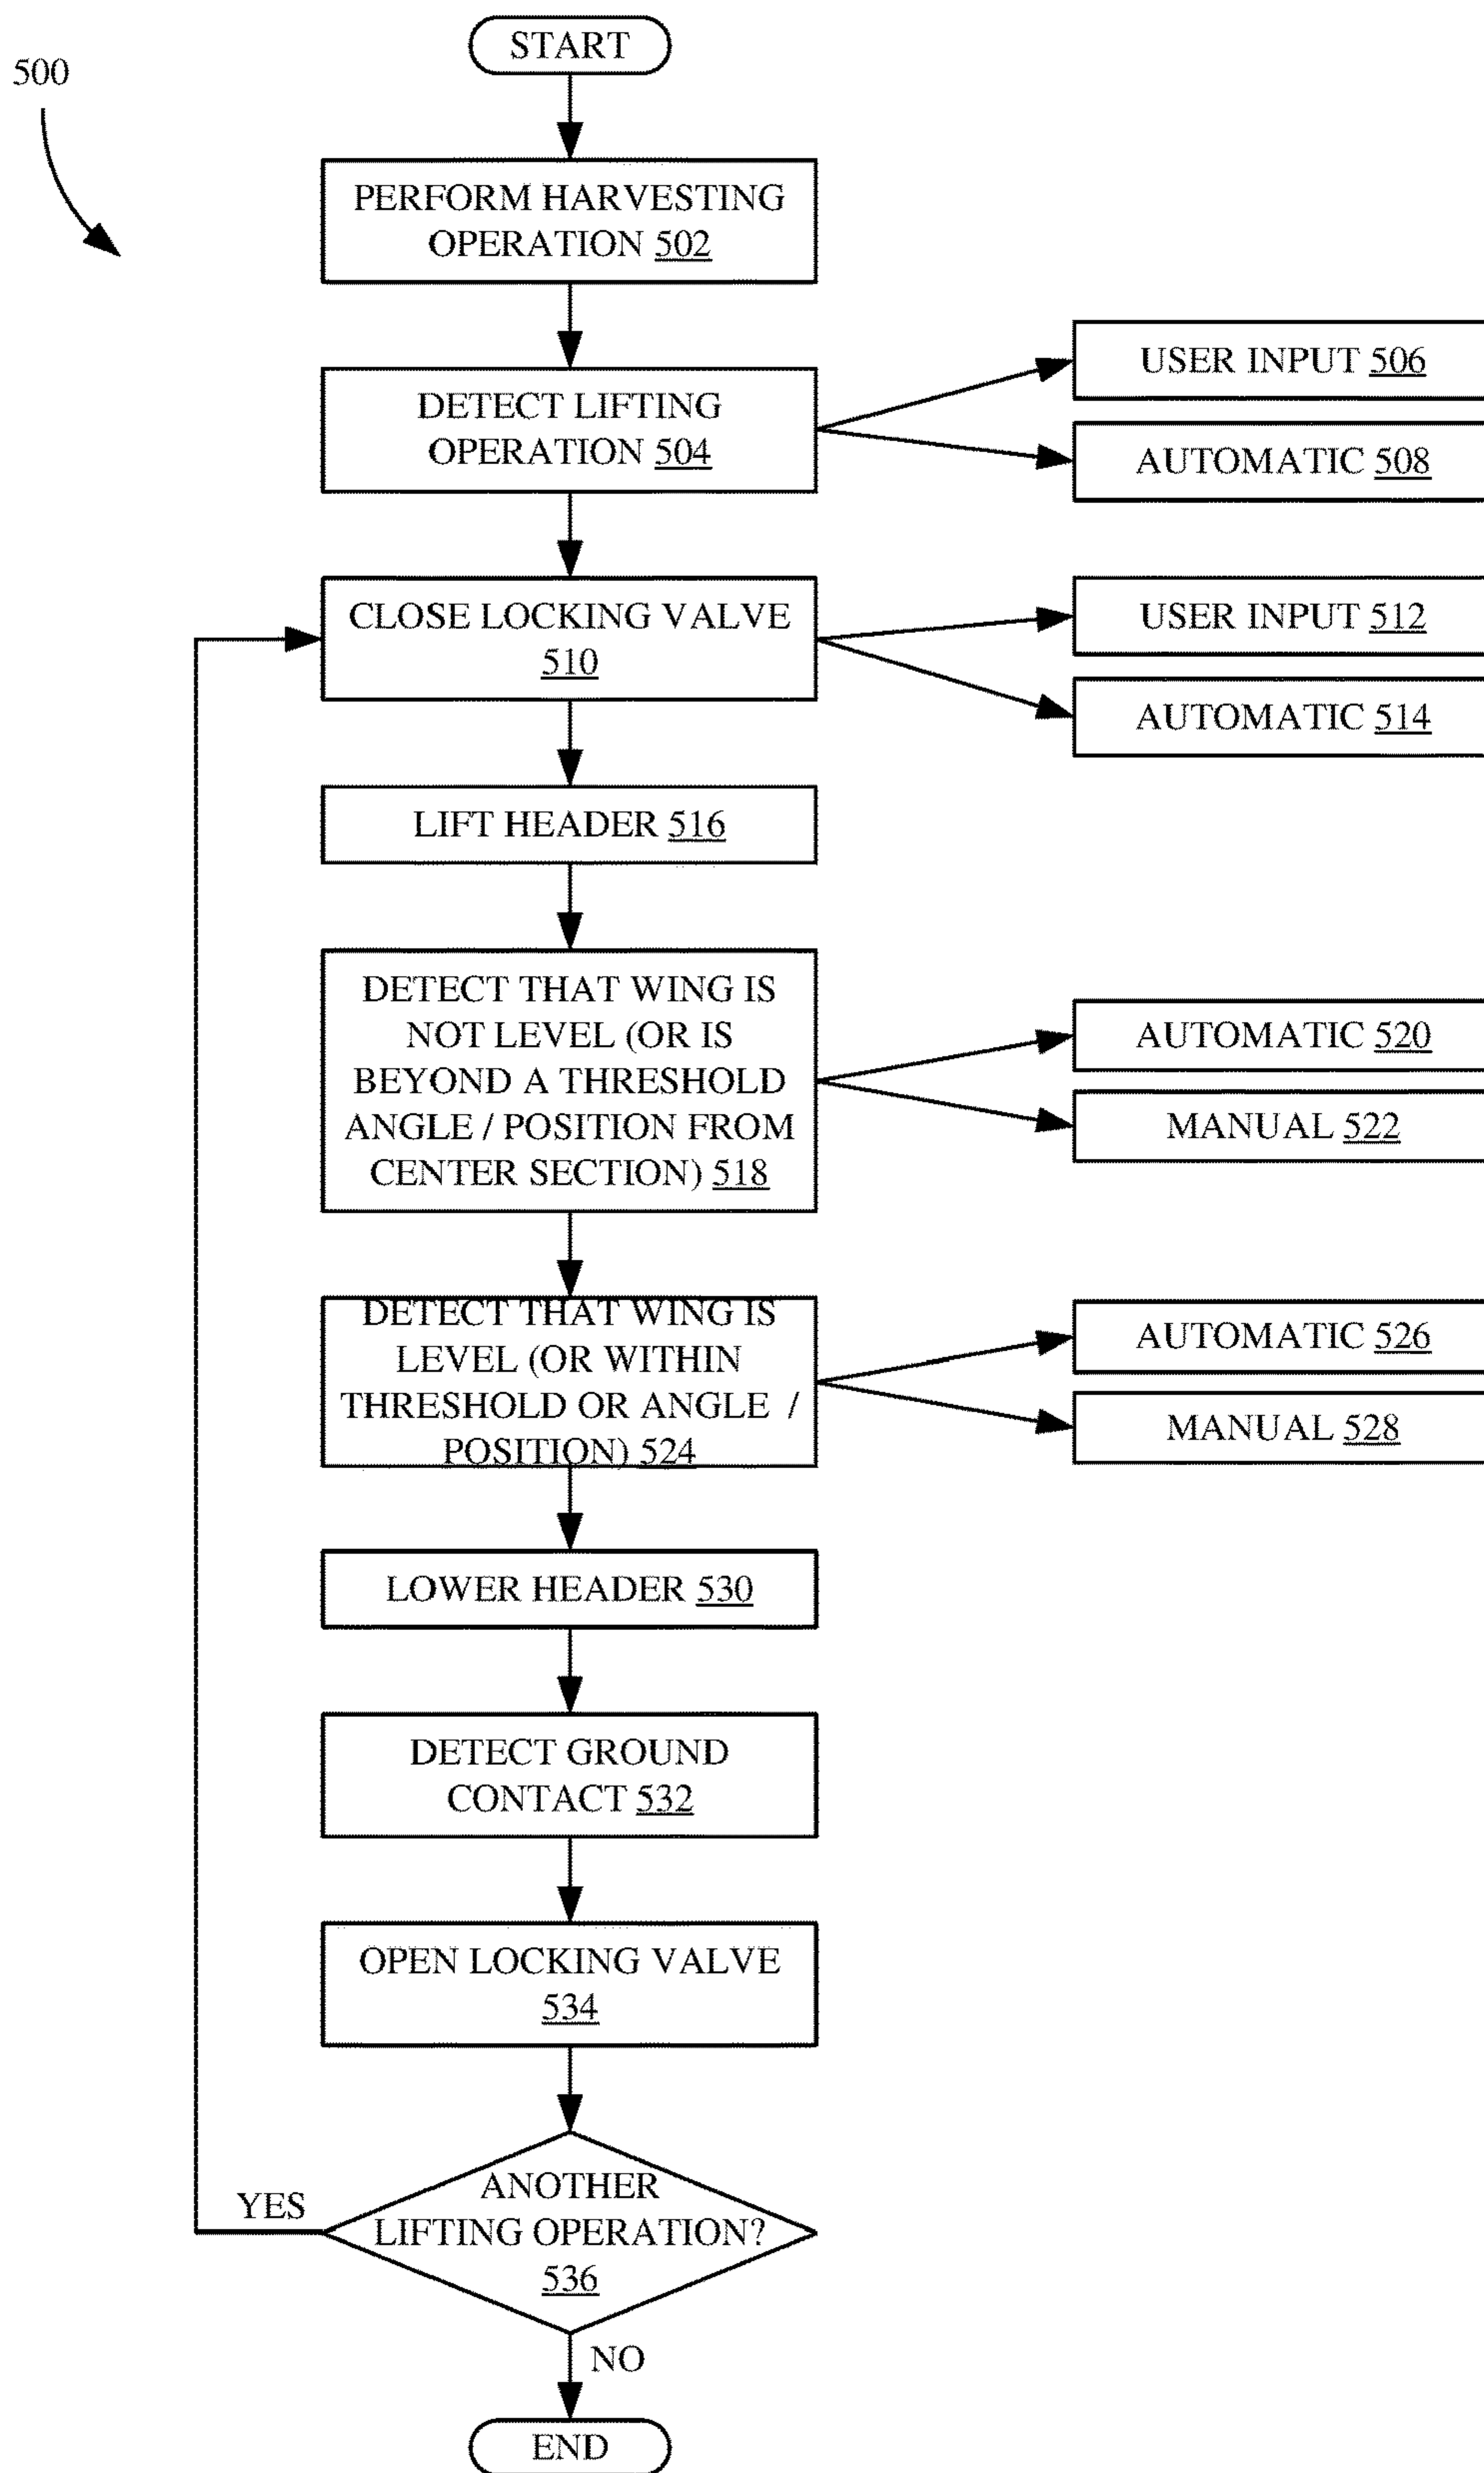 START
500
PERFORM HARVESTING
OPERATION 502
DETECT LIFTING
OPERATION 504
USER INPUT 506
AUTOMATIC 508
CLOSE LOCKING VALVE
510
USER INPUT 512
AUTOMATIC 514
LIFT HEADER 516
DETECT THAT WING IS
NOT LEVEL (OR IS
BEYOND A THRESHOLD
ANGLE / POSITION FROM
CENTER SECTION) 518
AUTOMATIC 520
MANUAL 522
DETECT THAT WING IS
LEVEL (OR WITHIN
THRESHOLD OR ANGLE /
POSITION) 524
AUTOMATIC 526
MANUAL 528
LOWER HEADER 530
DETECT GROUND
CONTACT 532
OPEN LOCKING VALVE
534
ANOTHER
LIFTING OPERATION?
536
YES
NO
END